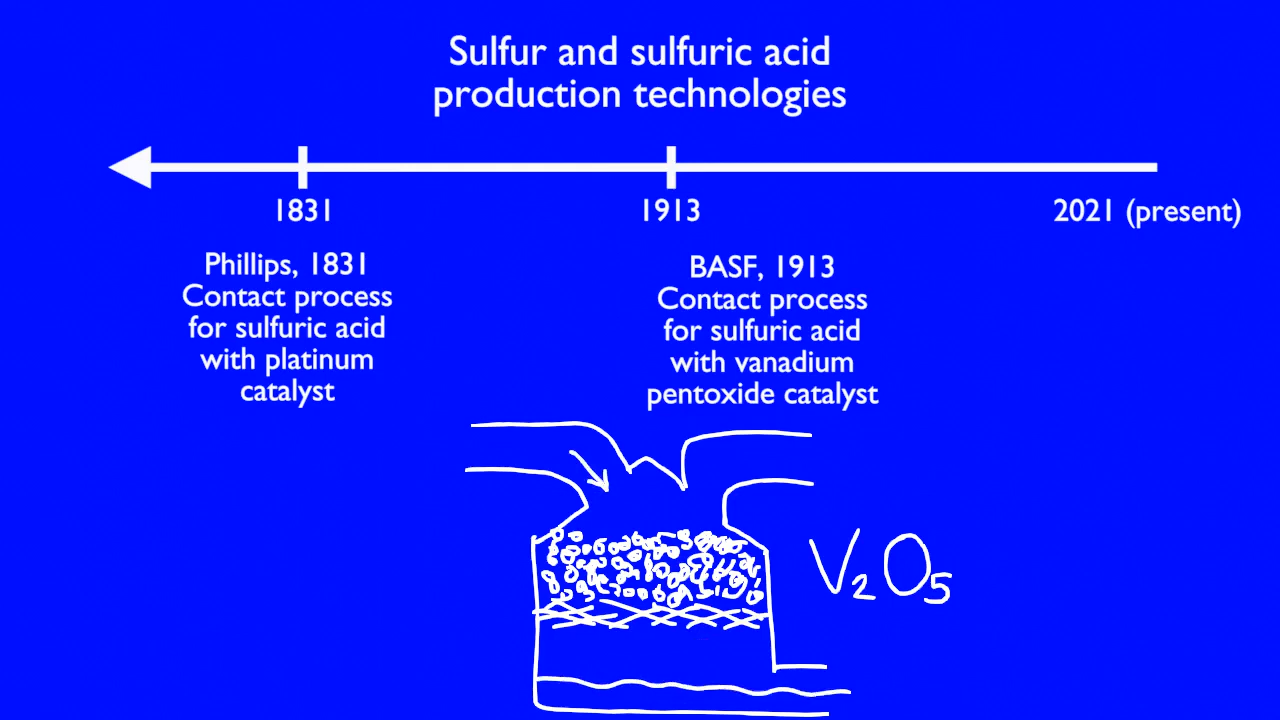 Sulfur and sulfuric acid
production technologies
1831
1913
2021 (present)
Phillips, 1831
Contact process
for sulfuric acid
with platinum
catalyst
BASF, 1913
Contact process
for sulfuric acid
with vanadium
pentoxide catalyst
V₂O₅